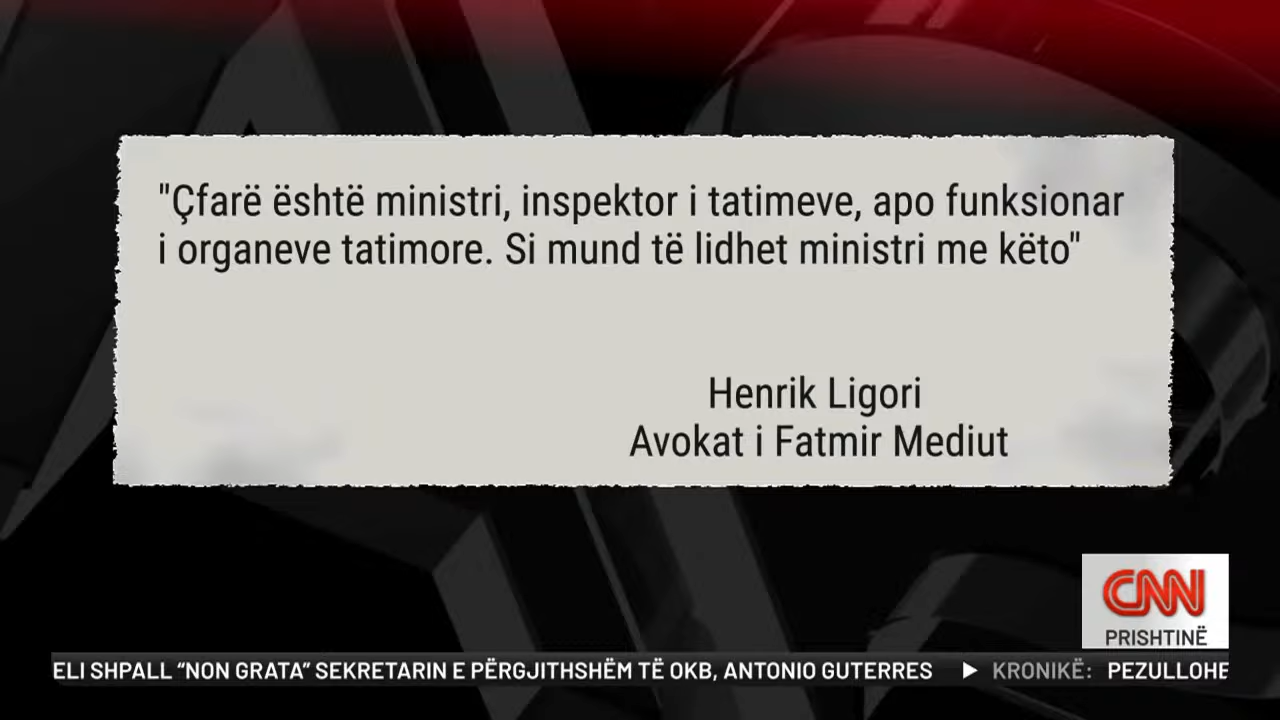 "Çfarë është ministri, inspektor i tatimeve, apo funksionar
i organeve tatimore. Si mund të lidhet ministri me këto"
Henrik Ligori
Avokat i Fatmir Mediut
CNN
PRISHTINË
ELI SHPALL “NON GRATA” SEKRETARIN E PËRGJITHSHËM TË OKB, ANTONIO GUTERRES ▶ KRONIKË: PEZULLOHE